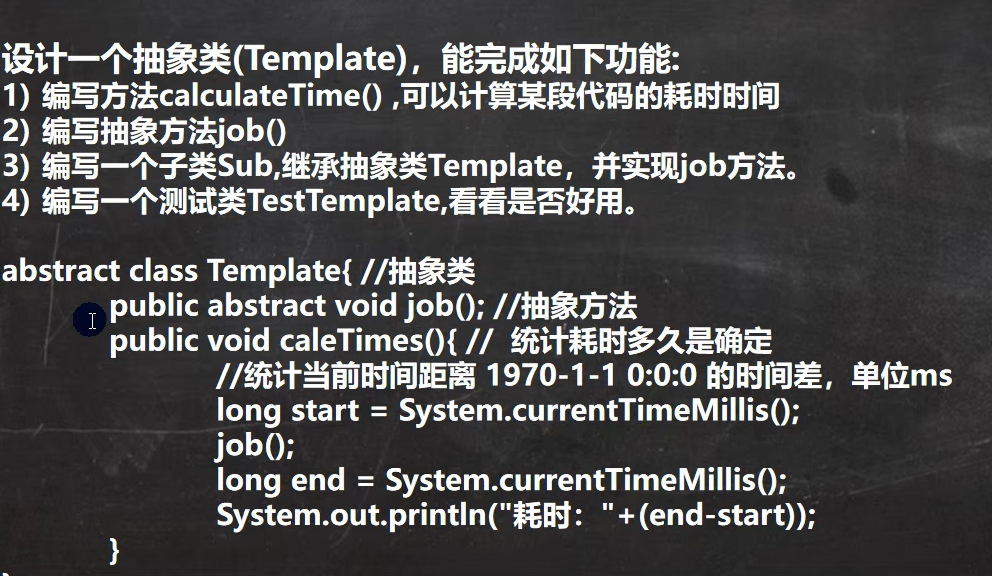 设计一个抽象类(Template)，能完成如下功能:
1) 编写方法calculateTime() ,可以计算某段代码的耗时时间
2) 编写抽象方法job()
3) 编写一个子类Sub,继承抽象类Template，并实现job方法。
4) 编写一个测试类TestTemplate,看看是否好用。
abstract class Template{ //抽象类
public abstract void job(); //抽象方法
public void caleTimes(){ // 统计耗时多久是确定
//统计当前时间距离 1970-1-1 0:0:0 的时间差，单位ms
long start = System.currentTimeMillis();
job();
long end = System.currentTimeMillis();
System.out.println("耗时："+(end-start));
}